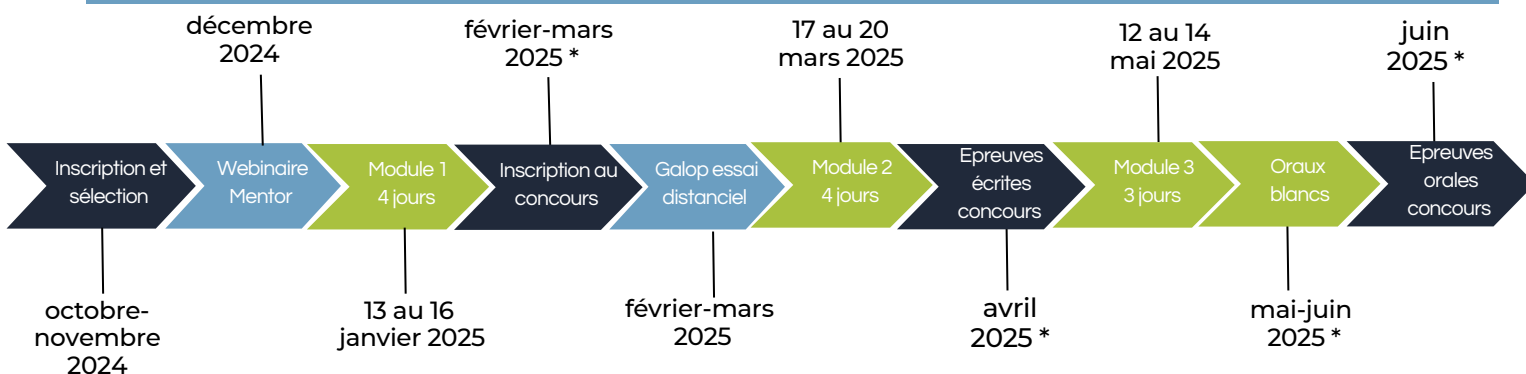 décembre
2024
février-mars
2025 *
17 au 20
mars 2025
12 au 14
mai 2025
juin
2025 *
Inscription et
sélection
Webinaire
Mentor
Module 1
4 jours
Inscription au
concours
Galop essai
distanciel
Module 2
4 jours
Epreuves
écrites
concours
Module 3
3 jours
Oraux
blancs
Epreuves
orales
concours
octobre-
novembre
2024
13 au 16
janvier 2025
février-mars
2025
avril
2025 *
mai-juin
2025 *